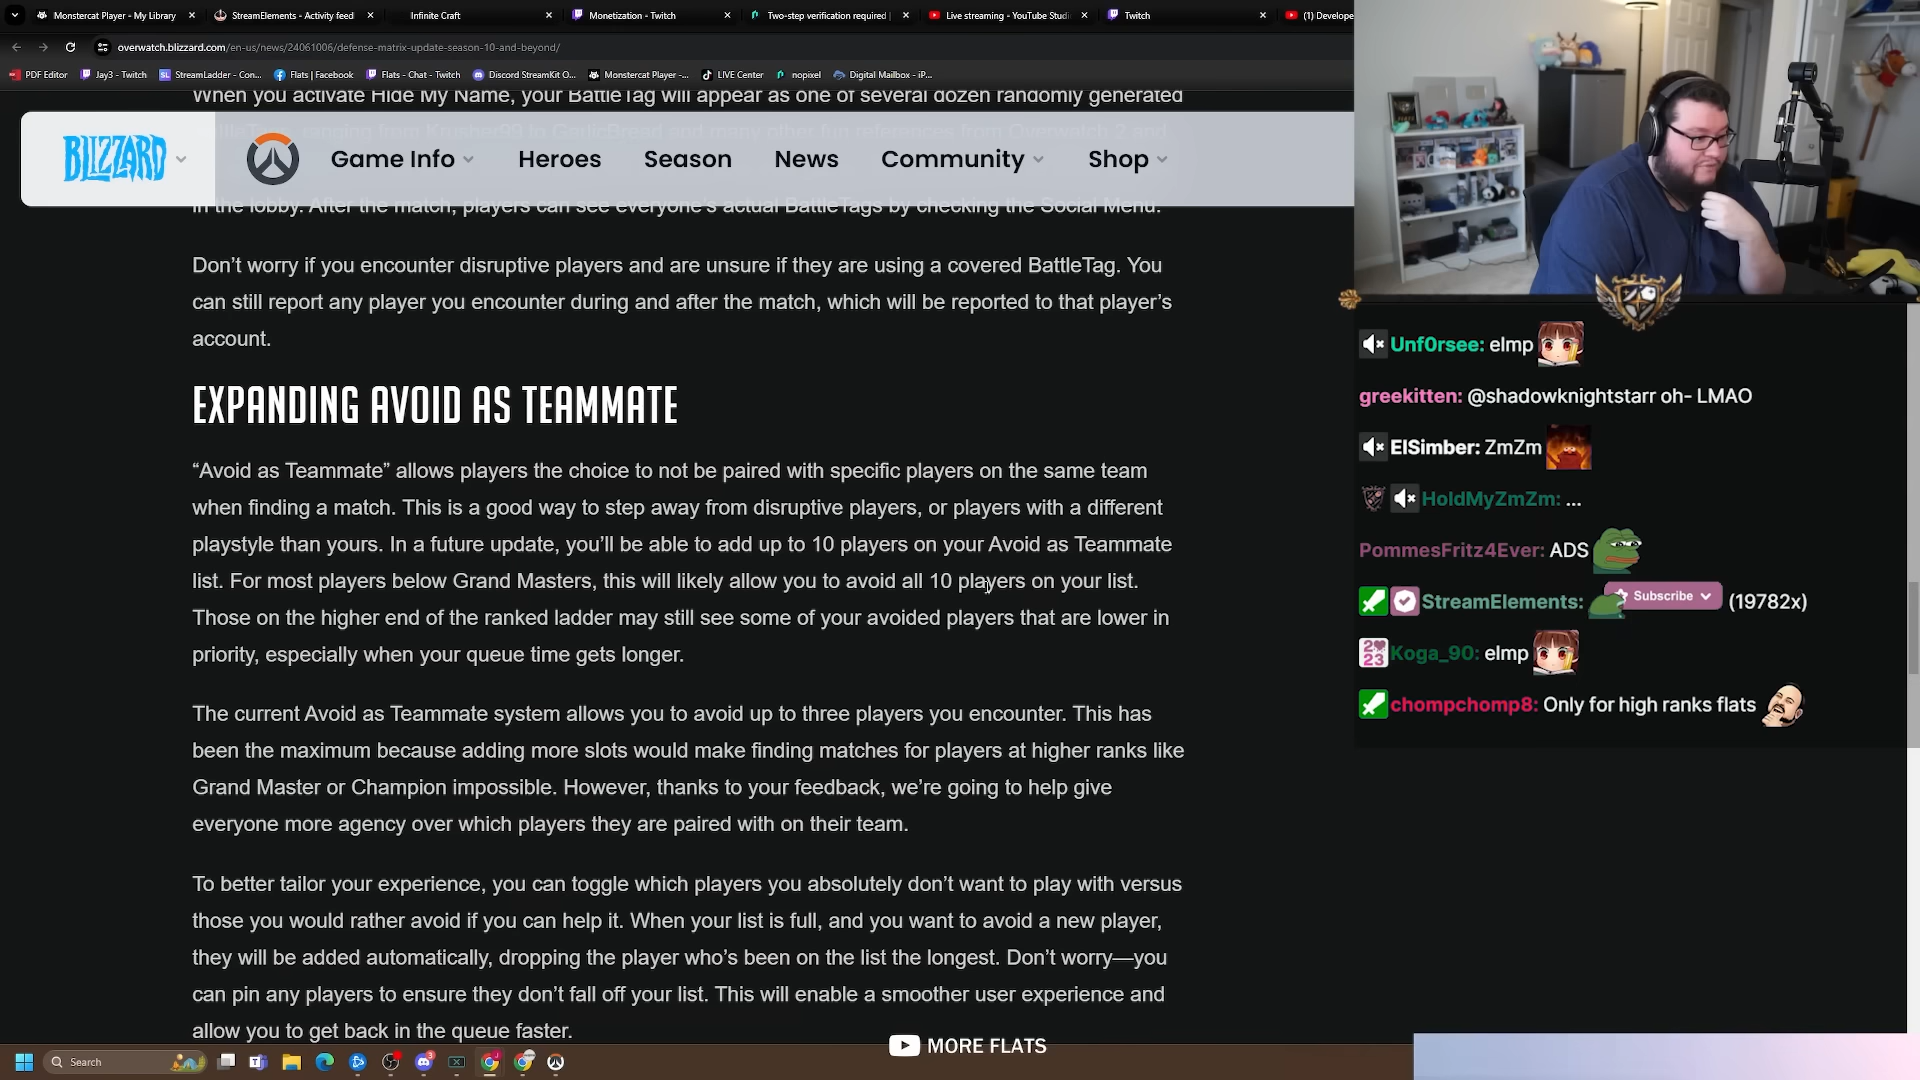 Monstercat Player - My Library
StreamElements - Activity feed
Infinite Craft
Monetization - Twitch
Two-step verification required |
Live streaming - YouTube Studi
Twitch
(1) Develope
overwatch.blizzard.com/en-us/news/24061006/defense-matrix-update-season-10-and-beyond/
PDF Editor
Jay3 - Twitch
StreamLadder - Con...
Flats | Facebook
Flats - Chat - Twitch
Discord StreamKit O...
Monstercat Player -...
LIVE Center
nopixel
Digital Mailbox - iP...
When you activate Hide My Name, your BattleTag will appear as one of several dozen randomly generated
BLIZZARD
Game Info
Heroes
Season
News
Community
Shop
in the lobby. After the match, players can see everyone's actual BattleTags by checking the Social Menu.
Don't worry if you encounter disruptive players and are unsure if they are using a covered BattleTag. You
can still report any player you encounter during and after the match, which will be reported to that player's
account.
EXPANDING AVOID AS TEAMMATE
“Avoid as Teammate” allows players the choice to not be paired with specific players on the same team
when finding a match. This is a good way to step away from disruptive players, or players with a different
playstyle than yours. In a future update, you'll be able to add up to 10 players on your Avoid as Teammate
list. For most players below Grand Masters, this will likely allow you to avoid all 10 players on your list.
Those on the higher end of the ranked ladder may still see some of your avoided players that are lower in
priority, especially when your queue time gets longer.
The current Avoid as Teammate system allows you to avoid up to three players you encounter. This has
been the maximum because adding more slots would make finding matches for players at higher ranks like
Grand Master or Champion impossible. However, thanks to your feedback, we're going to help give
everyone more agency over which players they are paired with on their team.
To better tailor your experience, you can toggle which players you absolutely don't want to play with versus
those you would rather avoid if you can help it. When your list is full, and you want to avoid a new player,
they will be added automatically, dropping the player who's been on the list the longest. Don't worry—you
can pin any players to ensure they don't fall off your list. This will enable a smoother user experience and
allow you to get back in the queue faster.
Unf0rsee: elmp
greekitten: @shadowknightstarr oh- LMAO
ElSimber: ZmZm
HoldMyZmZm: ...
PommesFritz4Ever: ADS
StreamElements: Subscribe (19782x)
Koga_90: elmp
chompchomp8: Only for high ranks flats
MORE FLATS
Search